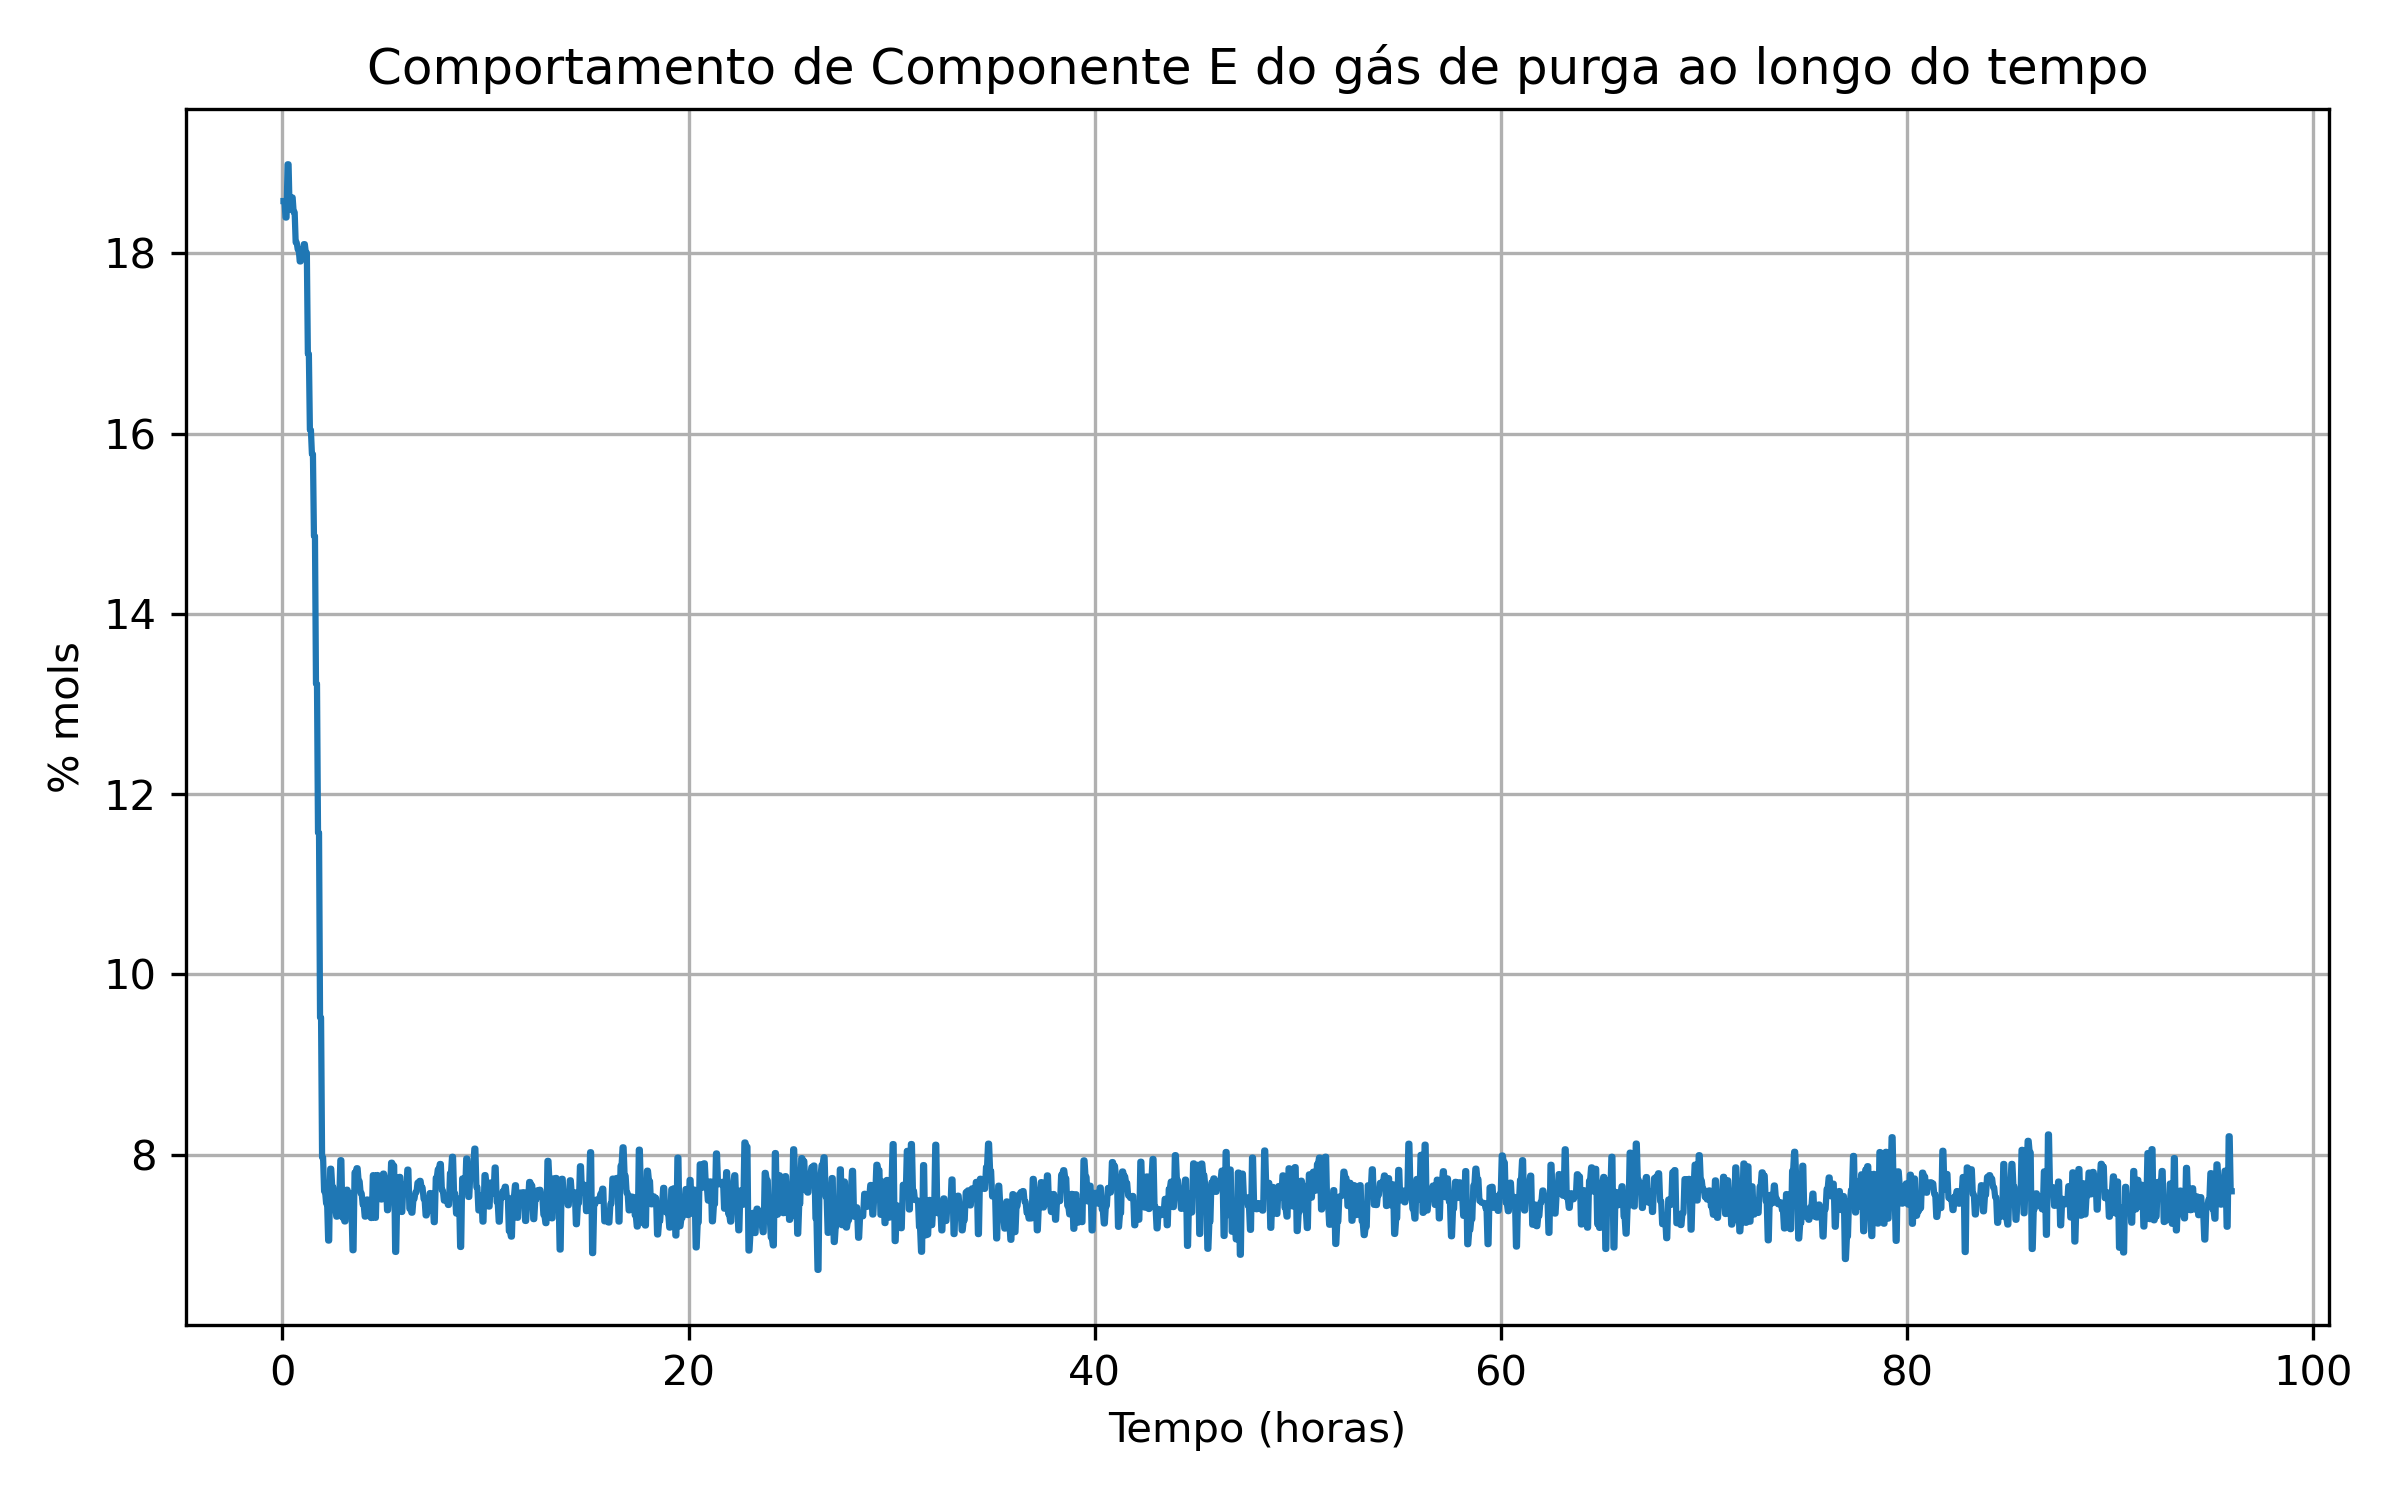 Comportamento de Componente E do gás de purga ao longo do tempo
% mols
18
16
14
12
10
8
0 20 40 60 80 100
Tempo (horas)